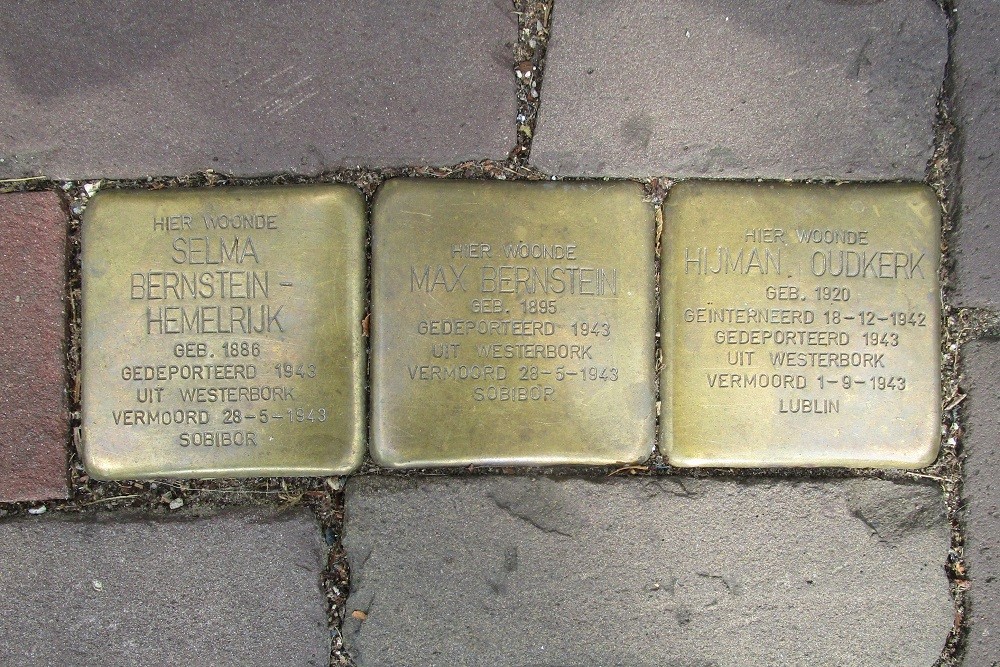 HIER WOONDE
SELMA
BERNSTEIN -
HEMELRIJK
GEB. 1886
GEDEPORTEERD 1943
UIT WESTERBORK
VERMOORD 28-5-1943
SOBIBOR
HIER WOONDE
MAX BERNSTEIN
GEB. 1895
GEDEPORTEERD 1943
UIT WESTERBORK
VERMOORD 28-5-1943
SOBIBOR
HIER WOONDE
HIJMAN OUDKERK
GEB. 1920
GEINTERNEERD 18-12-1942
GEDEPORTEERD 1943
UIT WESTERBORK
VERMOORD 1-9-1943
LUBLIN